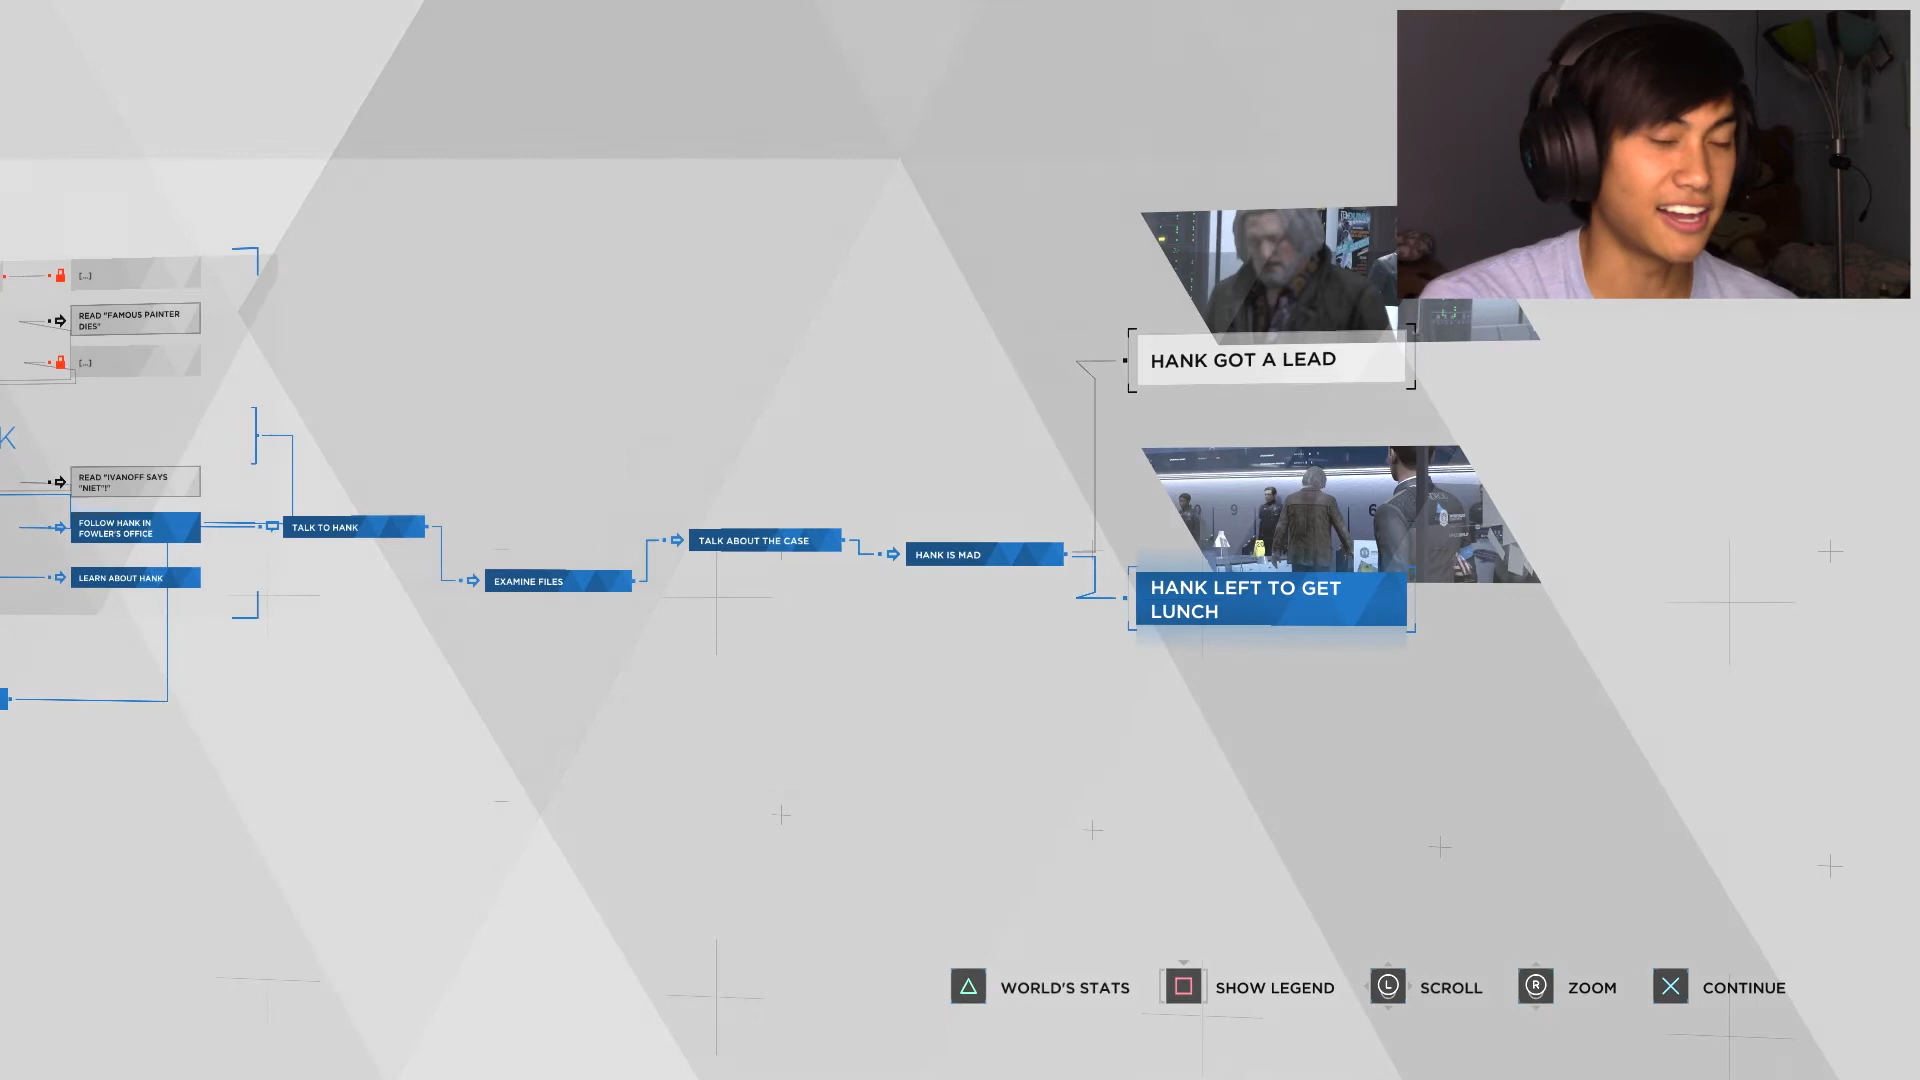 [...]
READ "FAMOUS PAINTER
DIES"
[...]
K
READ "IVANOFF SAYS
"NIET"!"
FOLLOW HANK IN
FOWLER'S OFFICE
LEARN ABOUT HANK
TALK TO HANK
EXAMINE FILES
TALK ABOUT THE CASE
HANK IS MAD
HANK GOT A LEAD
9
6
HANK LEFT TO GET
LUNCH
WORLD'S STATS
SHOW LEGEND
L
SCROLL
R
ZOOM
CONTINUE